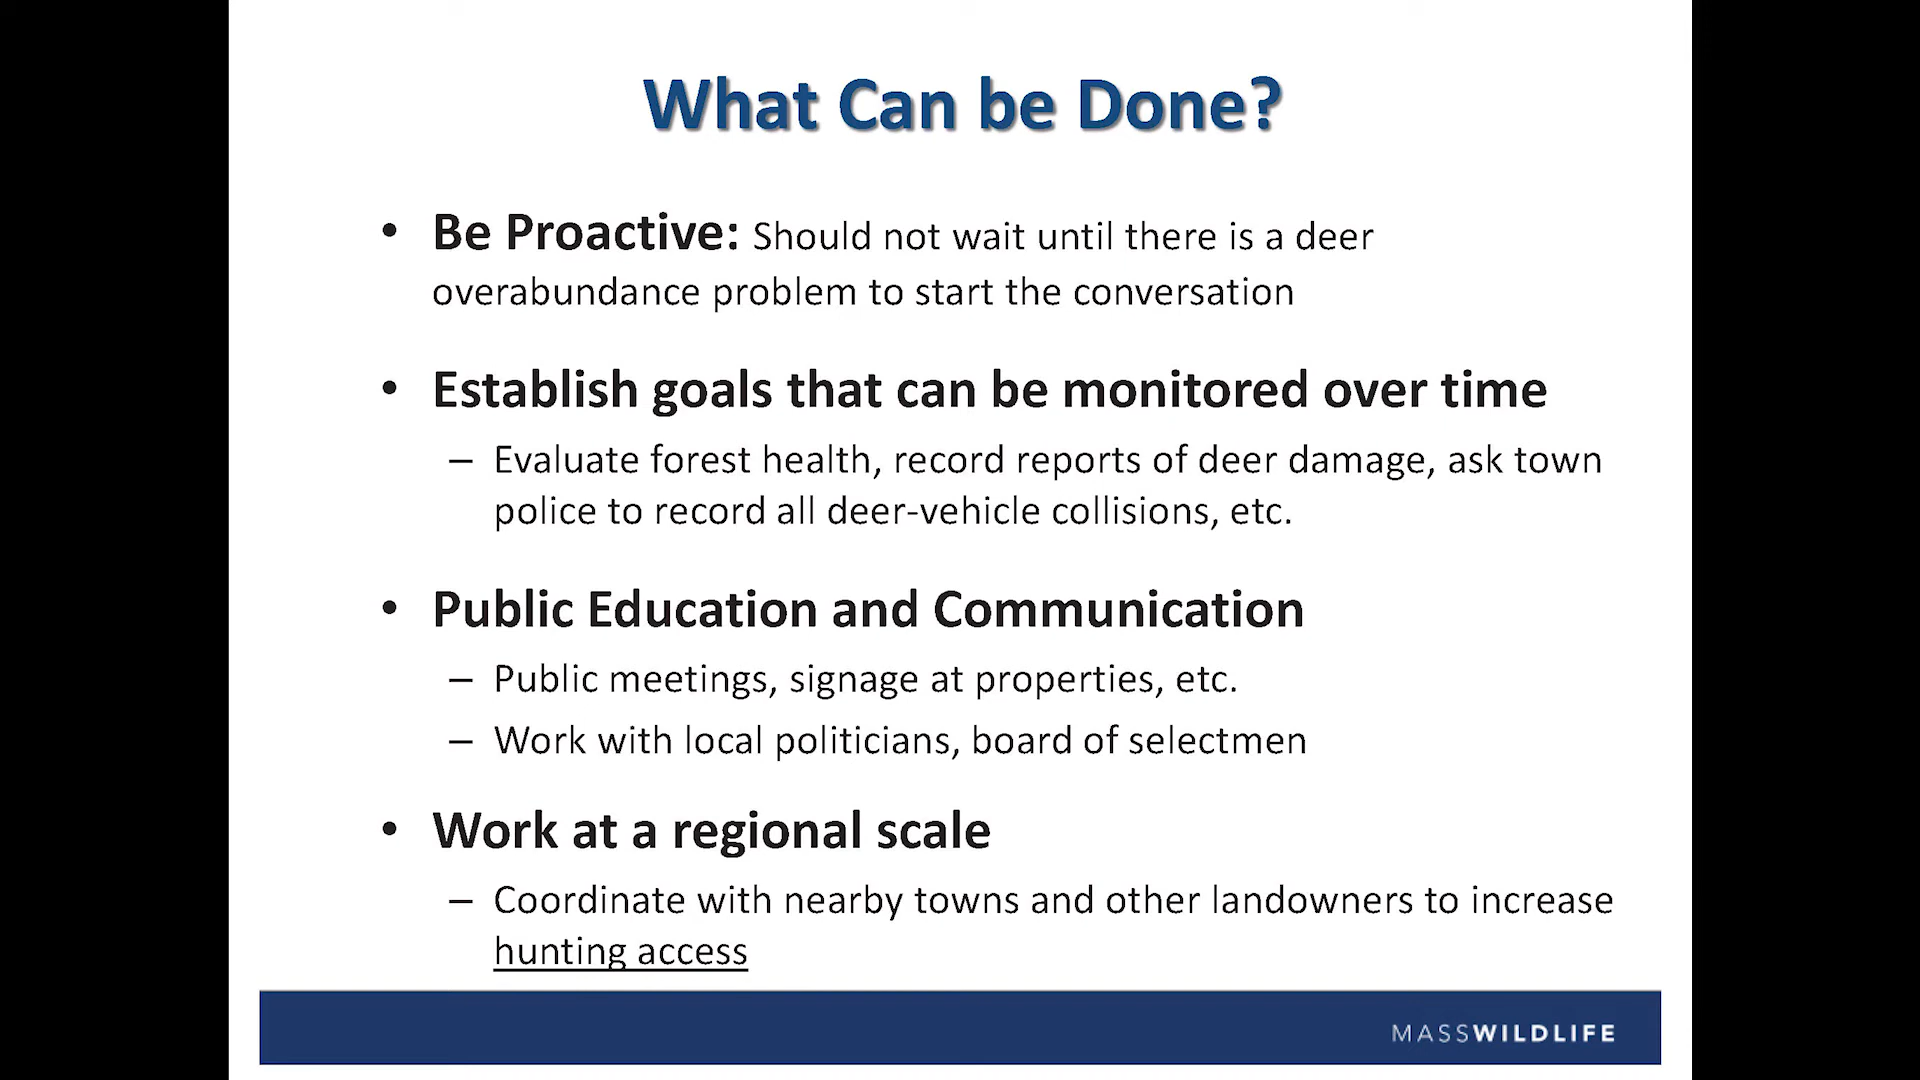 What Can be Done?
• Be Proactive: Should not wait until there is a deer
overabundance problem to start the conversation
• Establish goals that can be monitored over time
– Evaluate forest health, record reports of deer damage, ask town
police to record all deer-vehicle collisions, etc.
• Public Education and Communication
– Public meetings, signage at properties, etc.
– Work with local politicians, board of selectmen
• Work at a regional scale
– Coordinate with nearby towns and other landowners to increase
hunting access
MASSWILDLIFE